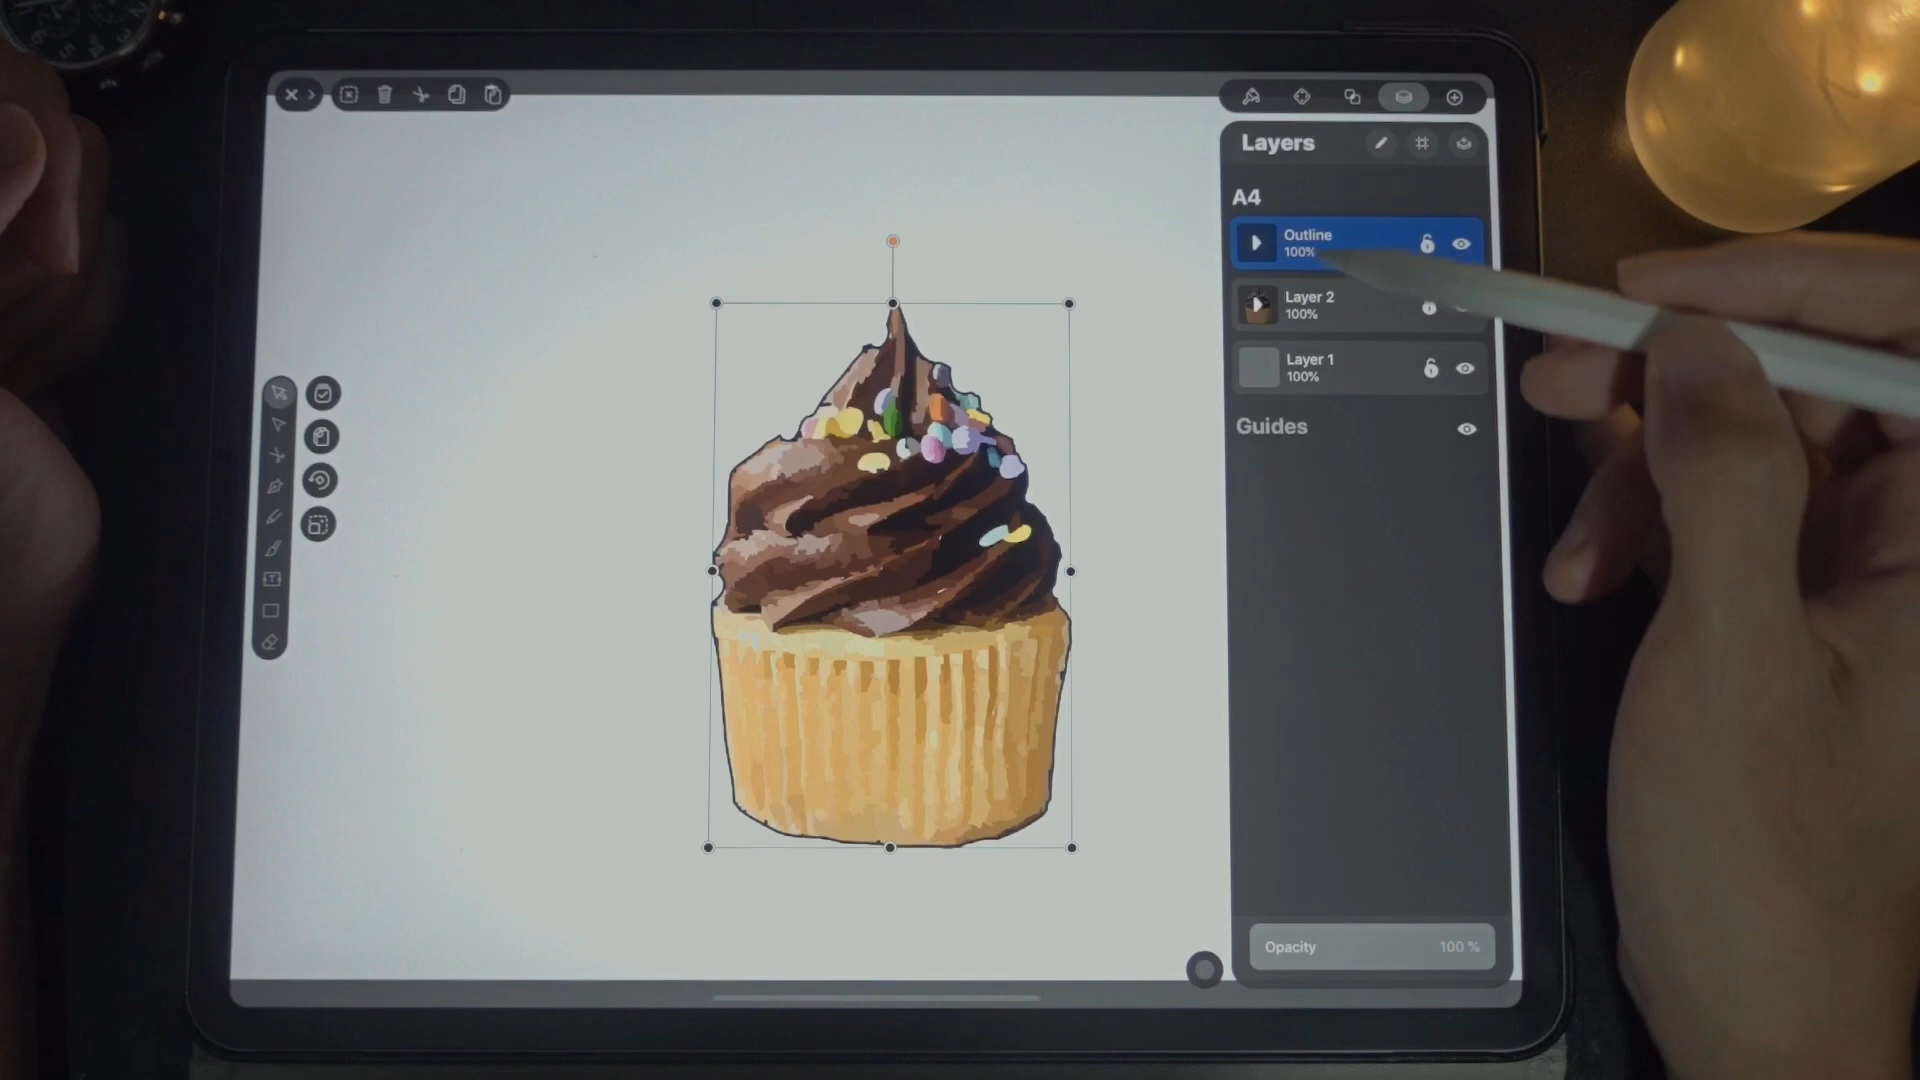 Layers
A4
Outline
100%
Layer 2
100%
Layer 1
100%
Guides
T
Opacity 100 %